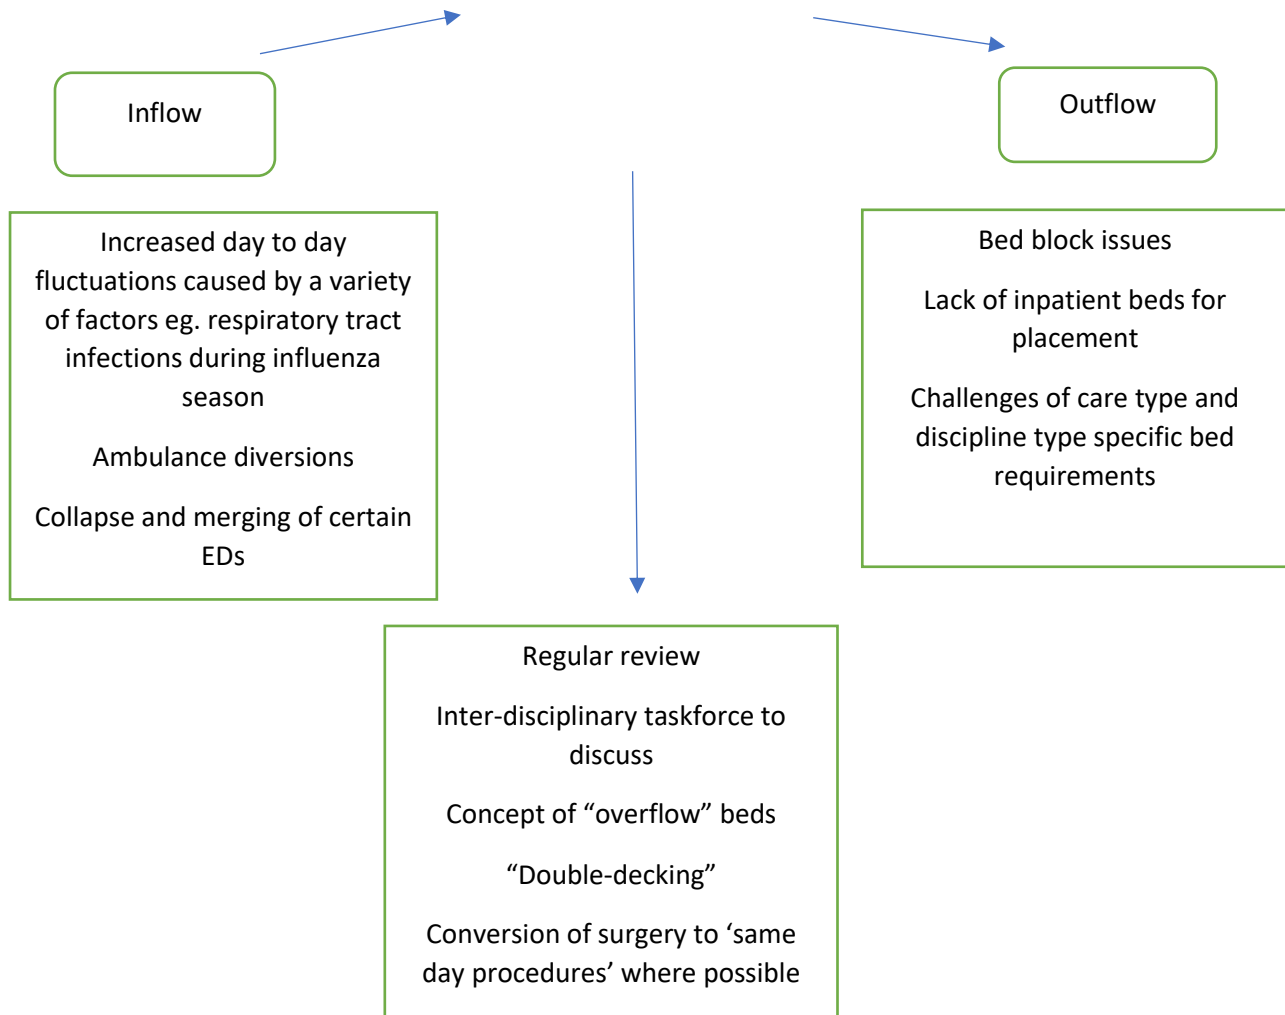 Inflow
Outflow
Increased day to day
fluctuations caused by a variety
of factors eg. respiratory tract
infections during influenza
season
Ambulance diversions
Collapse and merging of certain
EDs
Bed block issues
Lack of inpatient beds for
placement
Challenges of care type and
discipline type specific bed
requirements
Regular review
Inter-disciplinary taskforce to
discuss
Concept of “overflow” beds
“Double-decking”
Conversion of surgery to ‘same
day procedures’ where possible